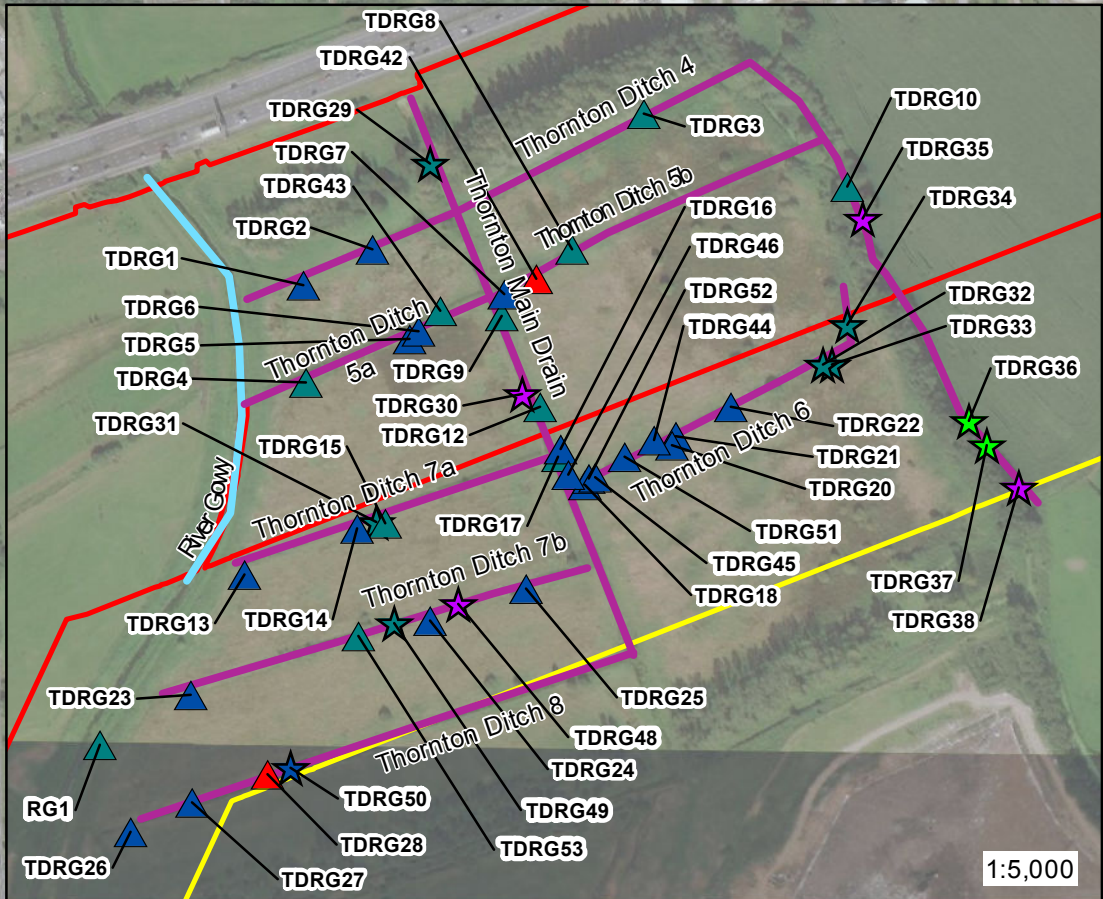 TDRG8
TDRG42
TDRG29
TDRG7
TDRG43
Thornton Ditch 4
TDRG3
TDRG10
TDRG35
TDRG34
TDRG2
TDRG1
Thornton Main Drain
Thornton Ditch 5b
TDRG16
TDRG46
TDRG52
TDRG44
TDRG32
TDRG33
TDRG6
TDRG5
TDRG4
Thornton Ditch
5a
TDRG9
TDRG30
TDRG12
TDRG36
TDRG31
TDRG15
TDRG22
TDRG21
TDRG20
Thornton Ditch 6
River Gowy
Thornton Ditch 7a
TDRG17
TDRG51
TDRG45
TDRG18
TDRG37
TDRG38
TDRG13
TDRG14
Thornton Ditch 7b
TDRG23
TDRG25
TDRG48
TDRG24
TDRG49
TDRG53
Thornton Ditch 8
RG1
TDRG50
TDRG28
TDRG26
TDRG27
1:5,000